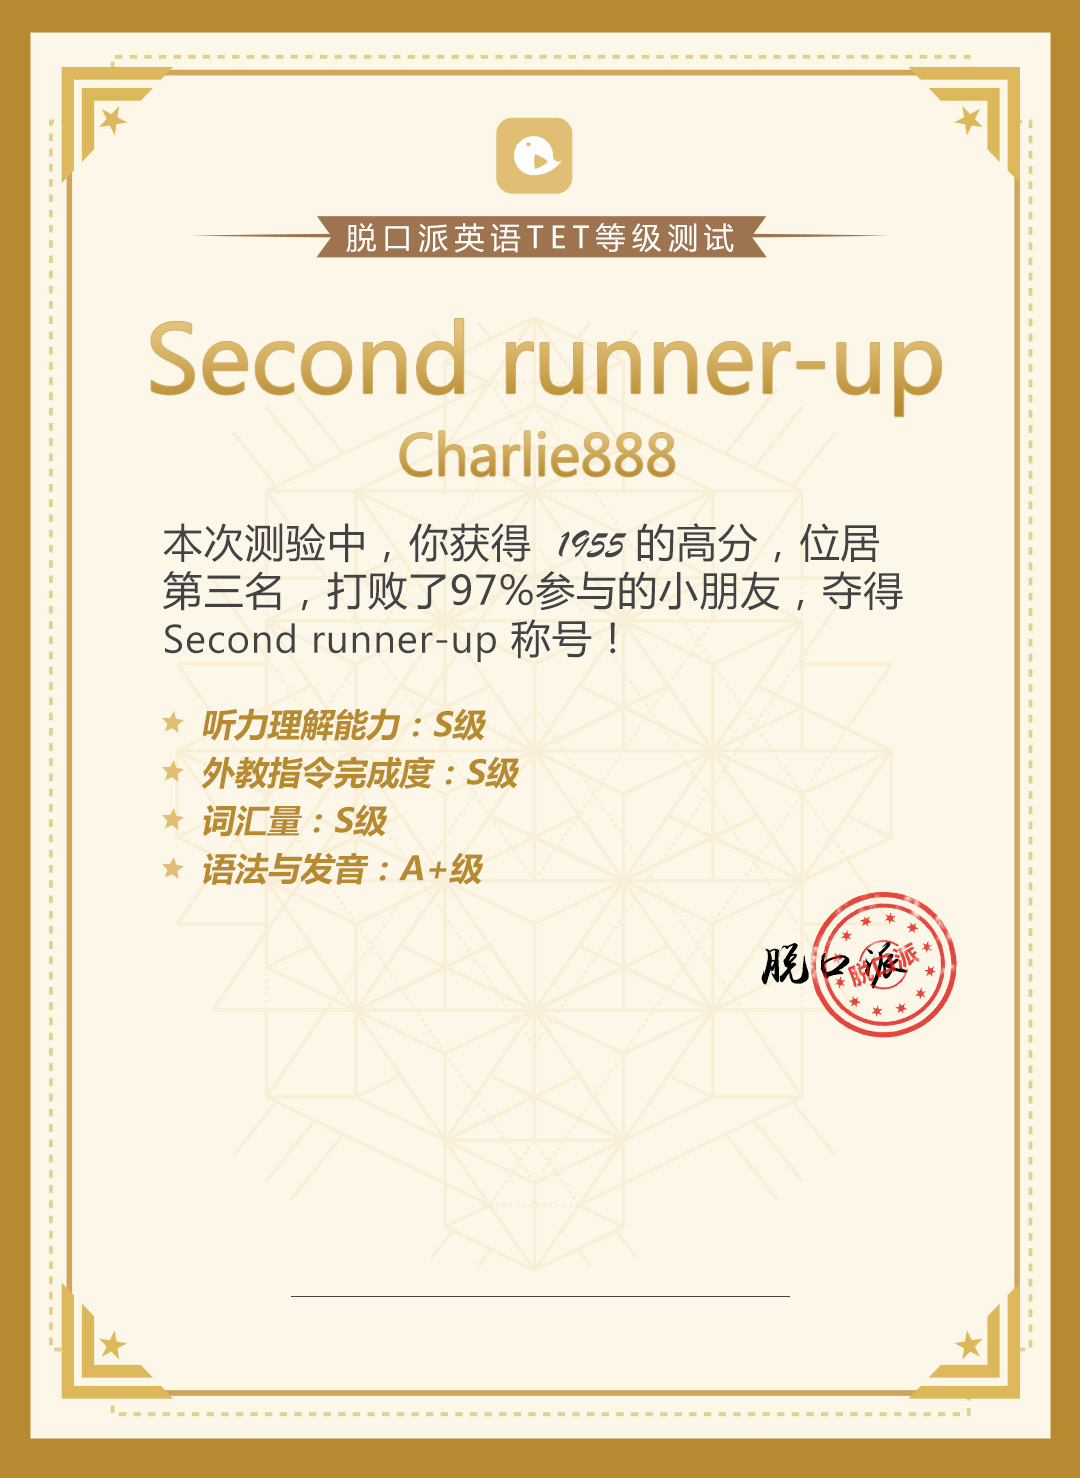 脱口派英语TET等级测试
Second runner-up
Charlie888
本次测验中，你获得 1955 的高分，位居
第三名，打败了97%参与的小朋友，夺得
Second runner-up 称号！
听力理解能力：S级
外教指令完成度：S级
词汇量：S级
语法与发音：A+级
脱口派
脱口派